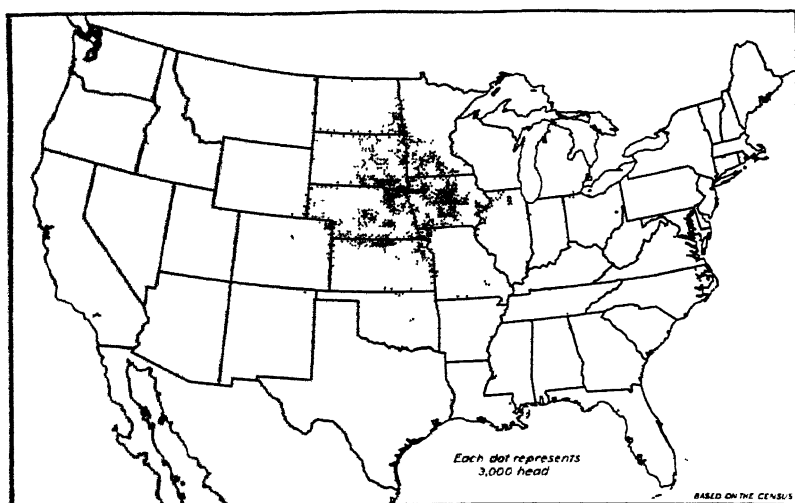 Each dot represents
3,000 head
BASED ON THE CENSUS